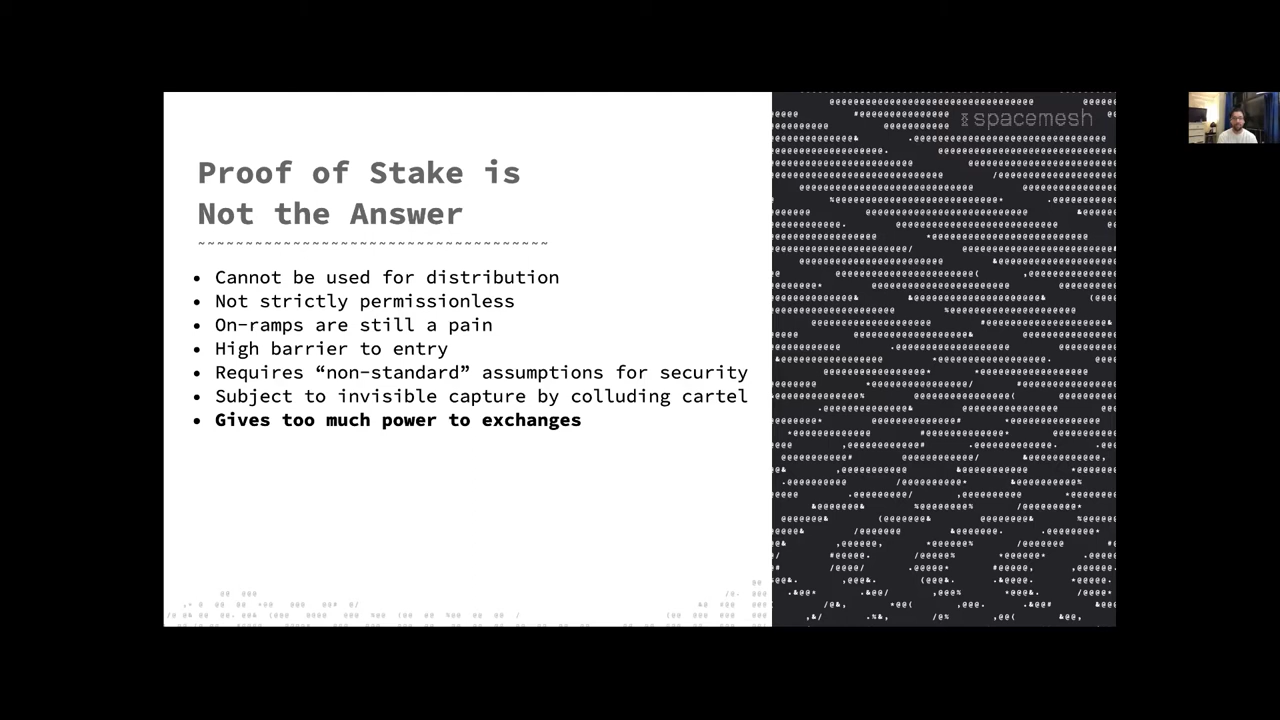 spacemesh
Proof of Stake is
Not the Answer
~~~~~~~~~~~~~~~~~~~~~~~~~~~~~~~~~~~~~
• Cannot be used for distribution
• Not strictly permissionless
• On-ramps are still a pain
• High barrier to entry
• Requires “non-standard” assumptions for security
• Subject to invisible capture by colluding cartel
• Gives too much power to exchanges